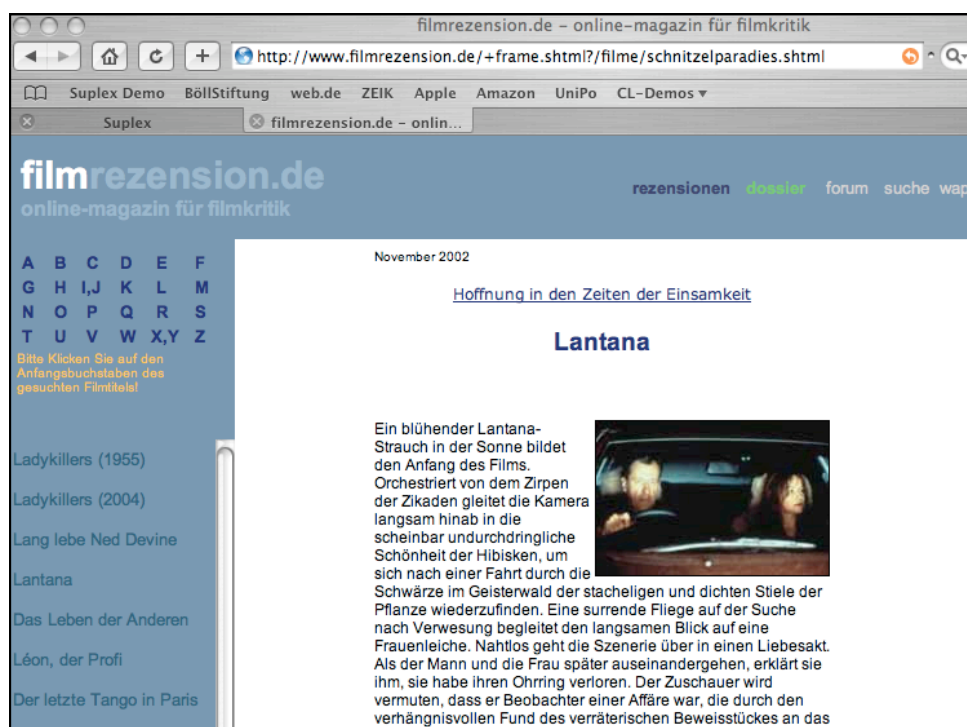 filmrezension.de – online-magazin für filmkritik
http://www.filmrezension.de/+frame.shtml?/filme/schnitzelparadies.shtml
Suplex Demo BöllStiftung web.de ZEIK Apple Amazon UniPo CL-Demos
Suplex filmrezension.de – onlin...
filmrezension.de
online-magazin für filmkritik
rezensionen dossier forum suche wap
A B C D E F
G H I,J K L M
N O P Q R S
T U V W X,Y Z
Bitte Klicken Sie auf den
Anfangsbuchstaben des
gesuchten Filmtitels!
Ladykillers (1955)
Ladykillers (2004)
Lang lebe Ned Devine
Lantana
Das Leben der Anderen
Léon, der Profi
Der letzte Tango in Paris
November 2002
Hoffnung in den Zeiten der Einsamkeit
Lantana
Ein blühender Lantana-
Strauch in der Sonne bildet
den Anfang des Films.
Orchestriert von dem Zirpen
der Zikaden gleitet die Kamera
langsam hinab in die
scheinbar undurchdringliche
Schönheit der Hibisken, um
sich nach einer Fahrt durch die
Schwärze im Geisterwald der stacheligen und dichten Stiele der
Pflanze wiederzufinden. Eine surrende Fliege auf der Suche
nach Verwesung begleitet den langsamen Blick auf eine
Frauenleiche. Nahtlos geht die Szenerie über in einen Liebesakt.
Als der Mann und die Frau später auseinandergehen, erklärt sie
ihm, sie habe ihren Ohrring verloren. Der Zuschauer wird
vermuten, dass er Beobachter einer Affäre war, die durch den
verhängnisvollen Fund des verräterischen Beweisstückes an das